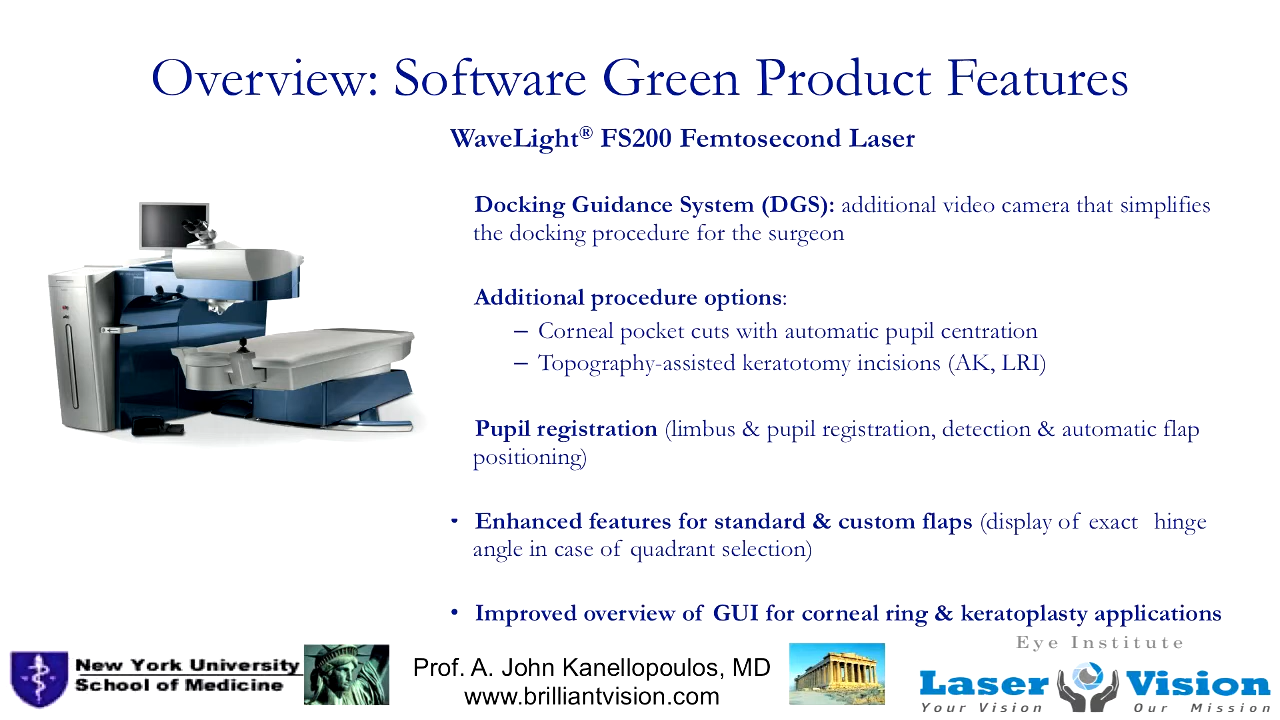 Overview: Software Green Product Features
WaveLight® FS200 Femtosecond Laser
Docking Guidance System (DGS): additional video camera that simplifies
the docking procedure for the surgeon
Additional procedure options:
– Corneal pocket cuts with automatic pupil centration
– Topography-assisted keratotomy incisions (AK, LRI)
Pupil registration (limbus & pupil registration, detection & automatic flap
positioning)
• Enhanced features for standard & custom flaps (display of exact hinge
angle in case of quadrant selection)
• Improved overview of GUI for corneal ring & keratoplasty applications
New York University
School of Medicine
Prof. A. John Kanellopoulos, MD
www.brilliantvision.com
Eye Institute
Laser Vision
Your Vision Our Mission